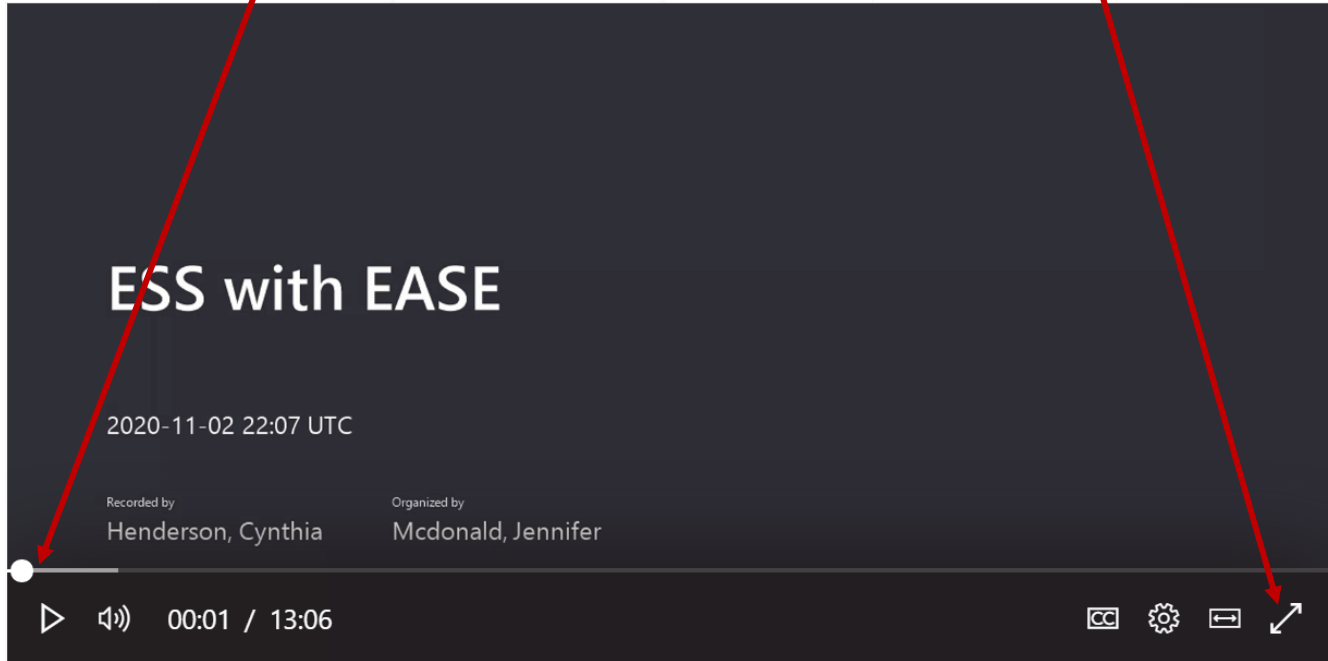 ESS with EASE
2020-11-02 22:07 UTC
Recorded by Organized by
Henderson, Cynthia Mcdonald, Jennifer
00:01 / 13:06 CC